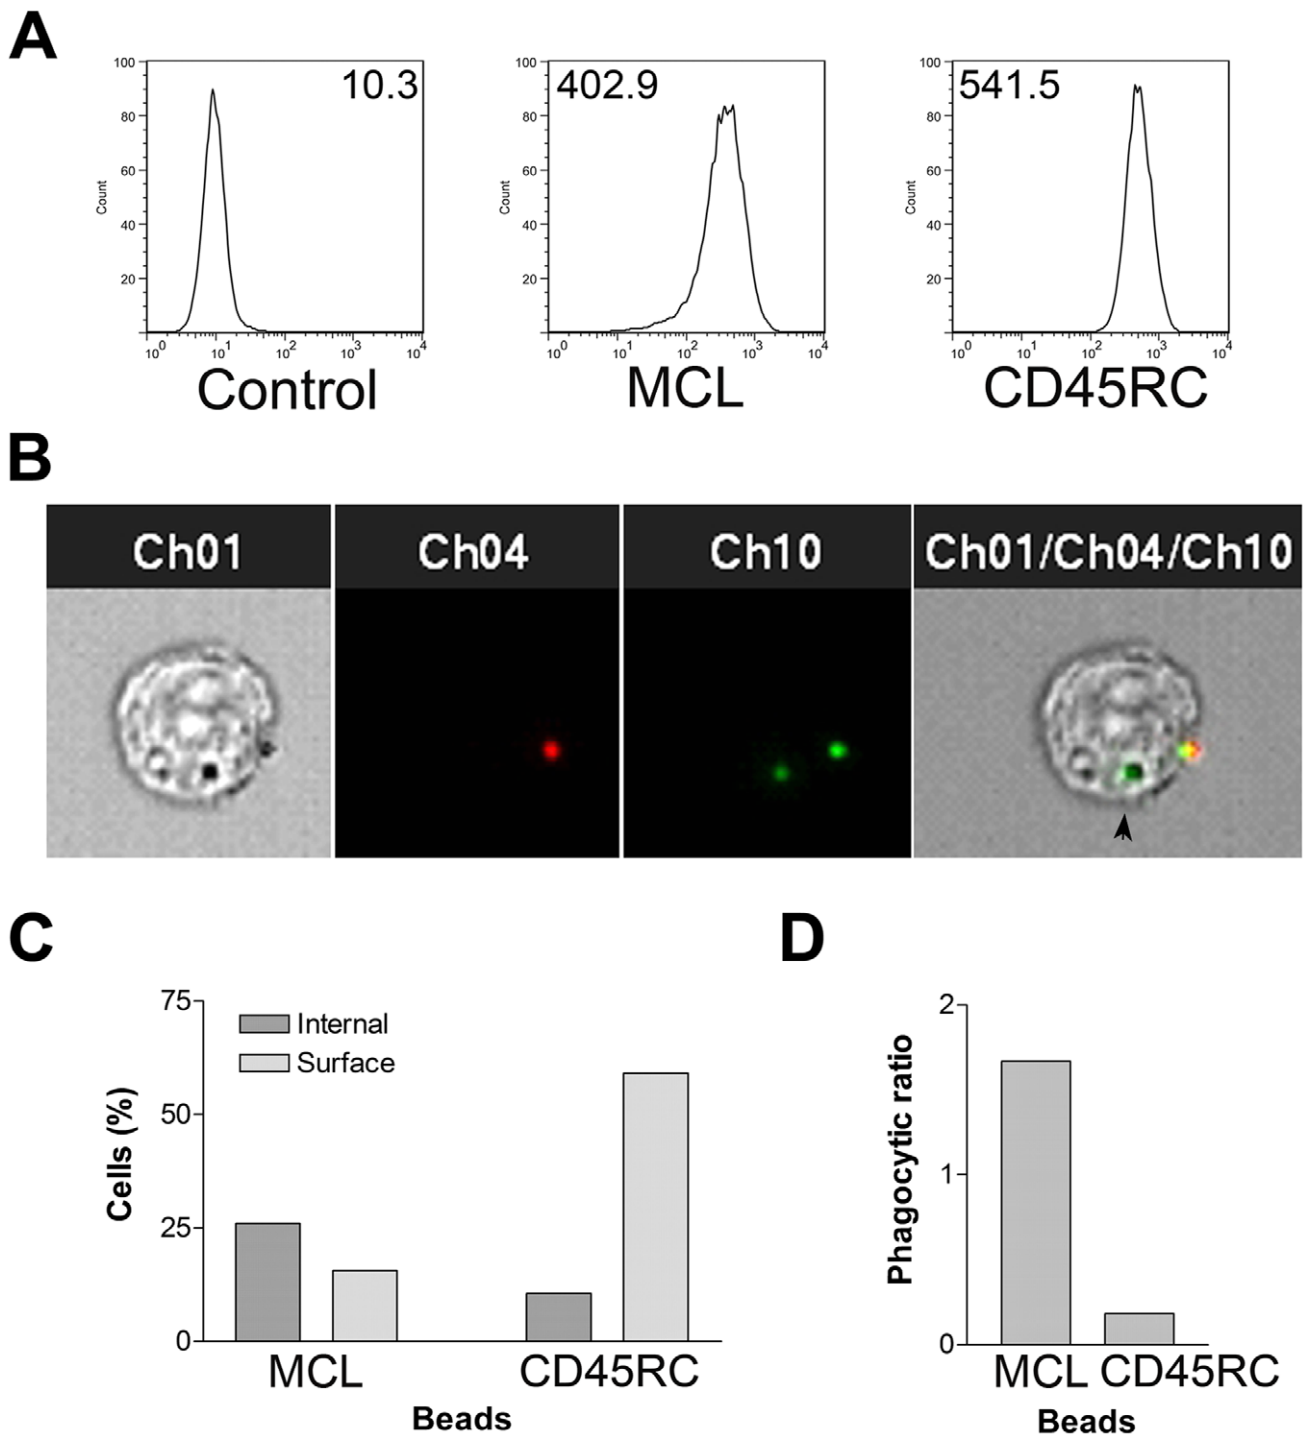 A
100
80
60
40
20
Count
10.3
10⁰ 10¹ 10² 10³ 10⁴
Control
100
80
60
40
20
Count
402.9
10⁰ 10¹ 10² 10³ 10⁴
MCL
100
80
60
40
20
Count
541.5
10⁰ 10¹ 10² 10³ 10⁴
CD45RC
B
Ch01
Ch04
Ch10
Ch01/Ch04/Ch10
C
75
50
25
0
Cells (%)
Internal
Surface
MCL
CD45RC
Beads
D
2
1
0
Phagocytic ratio
MCL CD45RC
Beads